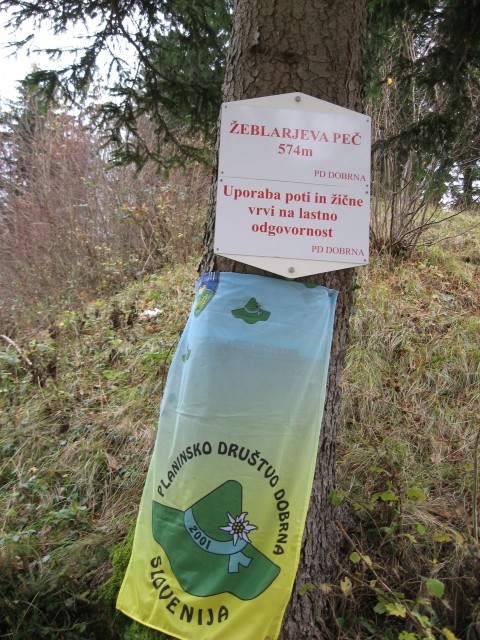 ŽEBLARJEVA PEČ
574m
PD DOBRNA
Uporaba poti in žične
vrvi na lastno
odgovornost
PD DOBRNA
PLANINSKO DRUŠTVO DOBRNA
2001
SLOVENIJA